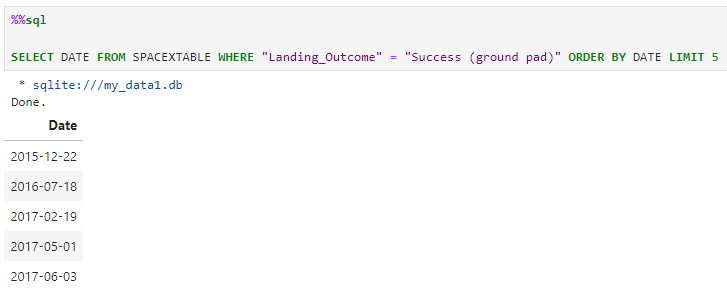 %%sql
SELECT DATE FROM SPACEXTABLE WHERE "Landing_Outcome" = "Success (ground pad)" ORDER BY DATE LIMIT 5
* sqlite:///my_data1.db
Done.
Date
2015-12-22
2016-07-18
2017-02-19
2017-05-01
2017-06-03